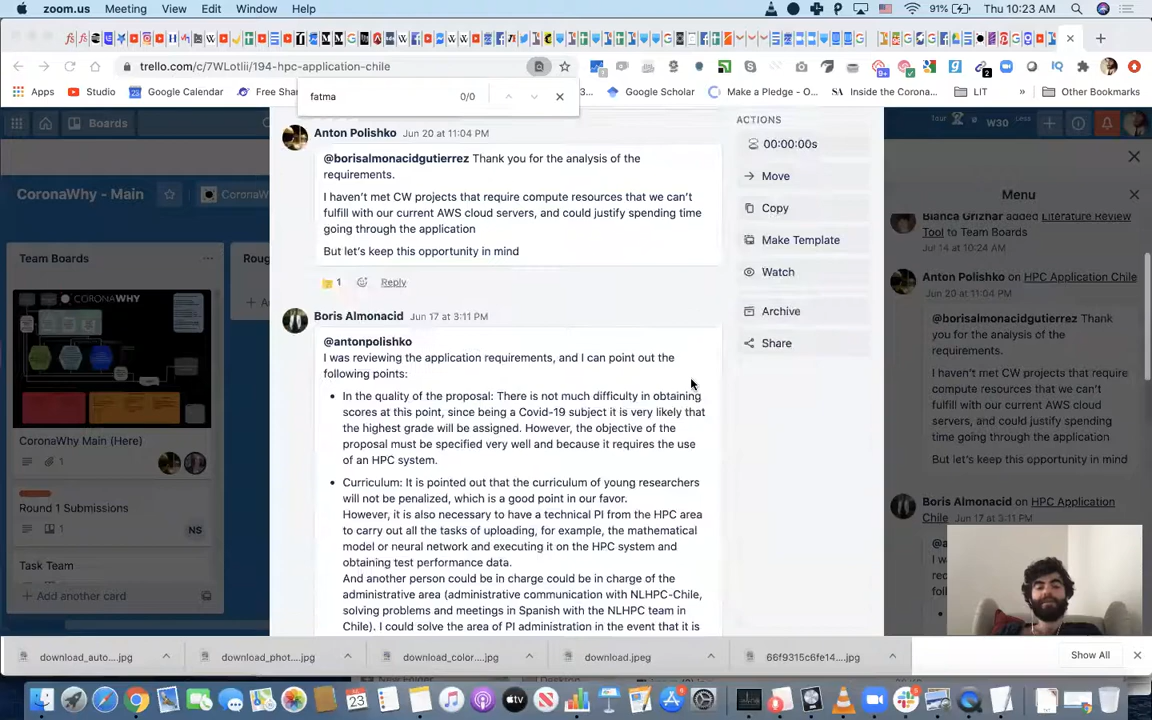 zoom.us Meeting View Edit Window Help 91% Thu 10:23 AM
trello.com/c/7WLotlii/194-hpc-application-chile
fatma 0/0
Apps Studio Google Calendar Free Shar 3... Google Scholar Make a Pledge - O... Inside the Corona... LIT » Other Bookmarks
Boards
1 our W30 Less
CoronaWhy - Main
CoronaW
Team Boards
Roug
CORONAWHY
CoronaWhy Main (Here)
1
Round 1 Submissions
1 NS
Task Team
+ Add another card
Anton Polishko Jun 20 at 11:04 PM
@borisalmonacidgutierrez Thank you for the analysis of the
requirements.
I haven't met CW projects that require compute resources that we can't
fulfill with our current AWS cloud servers, and could justify spending time
going through the application
But let's keep this opportunity in mind
1 Reply
Boris Almonacid Jun 17 at 3:11 PM
@antonpolishko
I was reviewing the application requirements, and I can point out the
following points:
• In the quality of the proposal: There is not much difficulty in obtaining
scores at this point, since being a Covid-19 subject it is very likely that
the highest grade will be assigned. However, the objective of the
proposal must be specified very well and because it requires the use
of an HPC system.
• Curriculum: It is pointed out that the curriculum of young researchers
will not be penalized, which is a good point in our favor.
However, it is also necessary to have a technical PI from the HPC area
to carry out all the tasks of uploading, for example, the mathematical
model or neural network and executing it on the HPC system and
obtaining test performance data.
And another person could be in charge could be in charge of the
administrative area (administrative communication with NLHPC-Chile,
solving problems and meetings in Spanish with the NLHPC team in
Chile). I could solve the area of PI administration in the event that it is
ACTIONS
00:00:00s
Move
Copy
Make Template
Watch
Archive
Share
Menu
Bianca Grizhar added Literature Review
Tool to Team Boards
Jul 14 at 10:24 AM
Anton Polishko on HPC Application Chile
Jun 20 at 11:04 PM
@borisalmonacidgutierrez Thank
you for the analysis of the
requirements.
I haven't met CW projects that require
compute resources that we can't
fulfill with our current AWS cloud
servers, and could justify spending
time going through the application
But let's keep this opportunity in mind
Boris Almonacid on HPC Application
Chile Jun 17 at 3:11 PM
download_auto....jpg download_phot....jpg download_color....jpg download.jpeg 66f9315c6fe14....jpg Show All